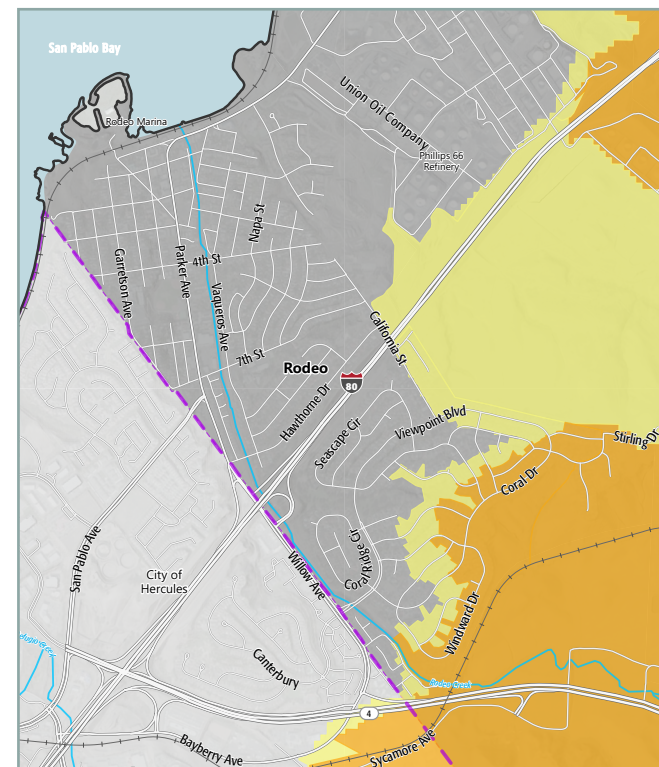 San Pablo Bay
Rodeo Marina
Union Oil Company
Phillips 66
Refinery
Napa St
Garretson Ave
Parker Ave
4th St
Vaqueros Ave
California St
7th St
Rodeo
80
Hawthorne Dr
Seascape Cir
Viewpoint Blvd
Stirling Dr
Coral Dr
San Pablo Ave
Coral Ridge Cir
City of
Hercules
Willow Ave
Windward Dr
Canterbury
Rodeo Creek
4
Bayberry Ave
Sycamore Ave